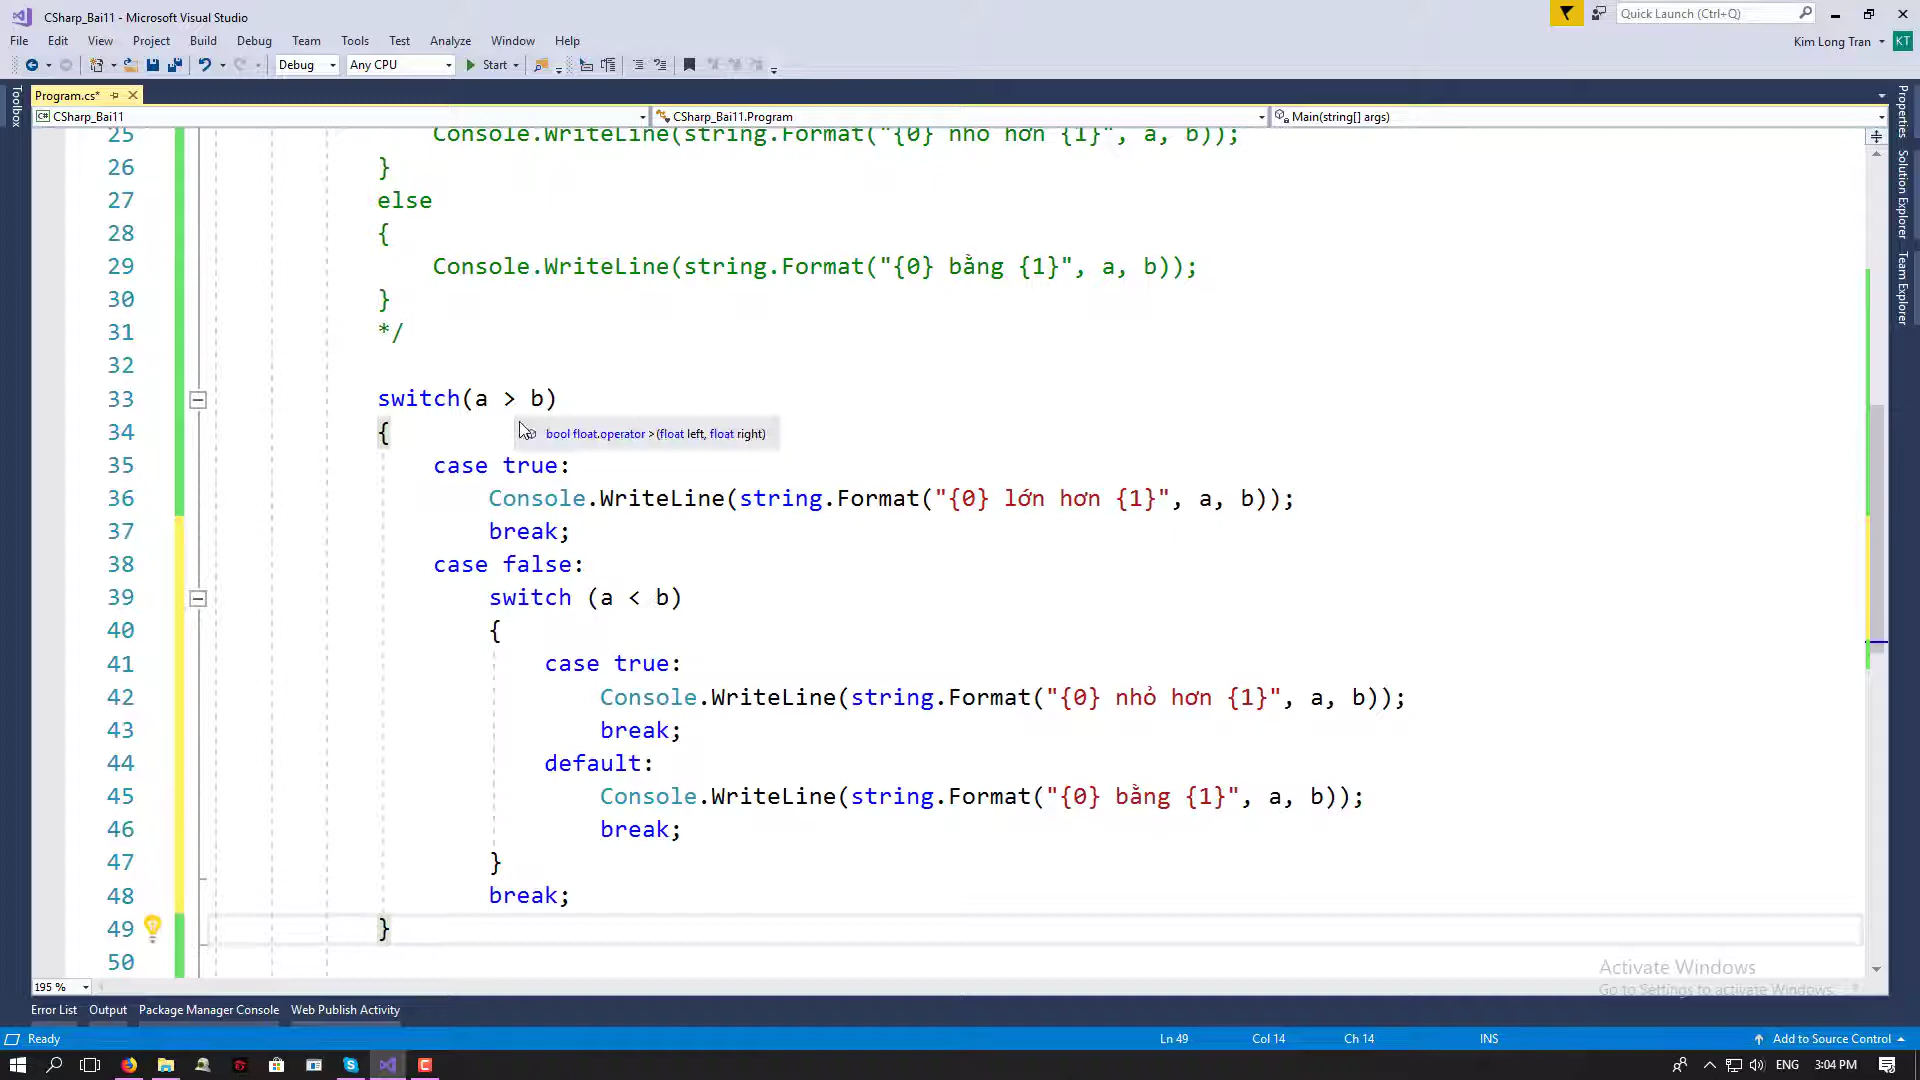 CSharp_Bai11 - Microsoft Visual Studio
Quick Launch (Ctrl+Q)
File Edit View Project Build Debug Team Tools Test Analyze Window Help
Kim Long Tran KT
Debug Any CPU Start
Program.cs*
CSharp_Bai11 CSharp_Bai11.Program Main(string[] args)
Toolbox
Properties
Solution Explorer
Team Explorer
25 Console.WriteLine(string.Format("{0} nhỏ hơn {1}", a, b));
26 }
27 else
28 {
29 Console.WriteLine(string.Format("{0} bằng {1}", a, b));
30 }
31 */
32
33 switch(a > b)
34 {
bool float.operator >(float left, float right)
35 case true:
36 Console.WriteLine(string.Format("{0} lớn hơn {1}", a, b));
37 break;
38 case false:
39 switch (a < b)
40 {
41 case true:
42 Console.WriteLine(string.Format("{0} nhỏ hơn {1}", a, b));
43 break;
44 default:
45 Console.WriteLine(string.Format("{0} bằng {1}", a, b));
46 break;
47 }
48 break;
49 }
50
Activate Windows
Go to Settings to activate Windows.
195 %
Error List Output Package Manager Console Web Publish Activity
Ready Ln 49 Col 14 Ch 14 INS Add to Source Control
ENG 3:04 PM